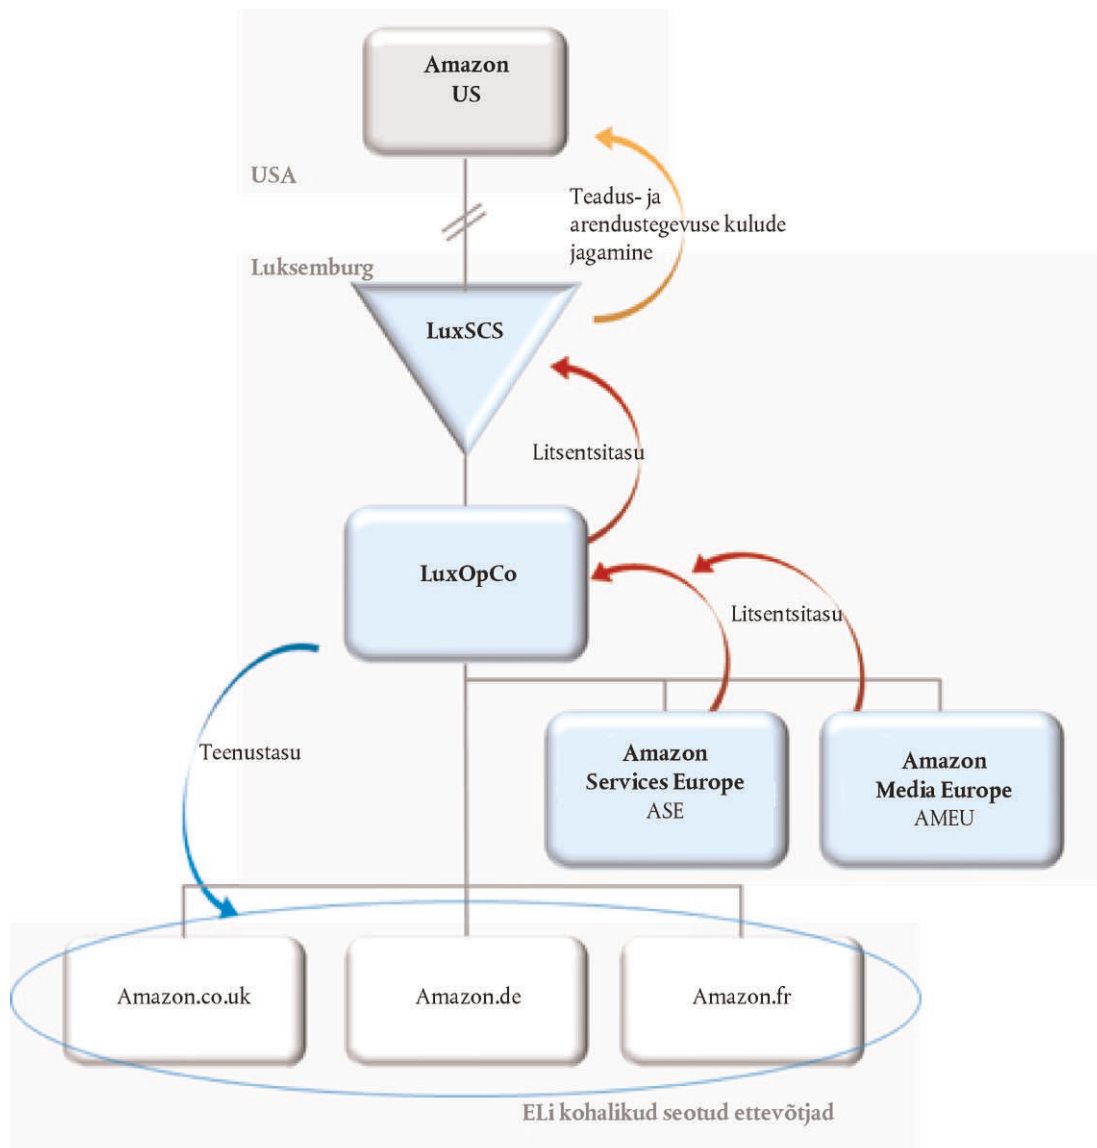 Amazon
US
USA
Teadus- ja
arendustegevuse kulude
jagamine
Luksemburg
LuxSCS
Litsentsitasu
LuxOpCo
Litsentsitasu
Teenustasu
Amazon
Services Europe
ASE
Amazon
Media Europe
AMEU
Amazon.co.uk
Amazon.de
Amazon.fr
ELi kohalikud seotud ettevõtjad